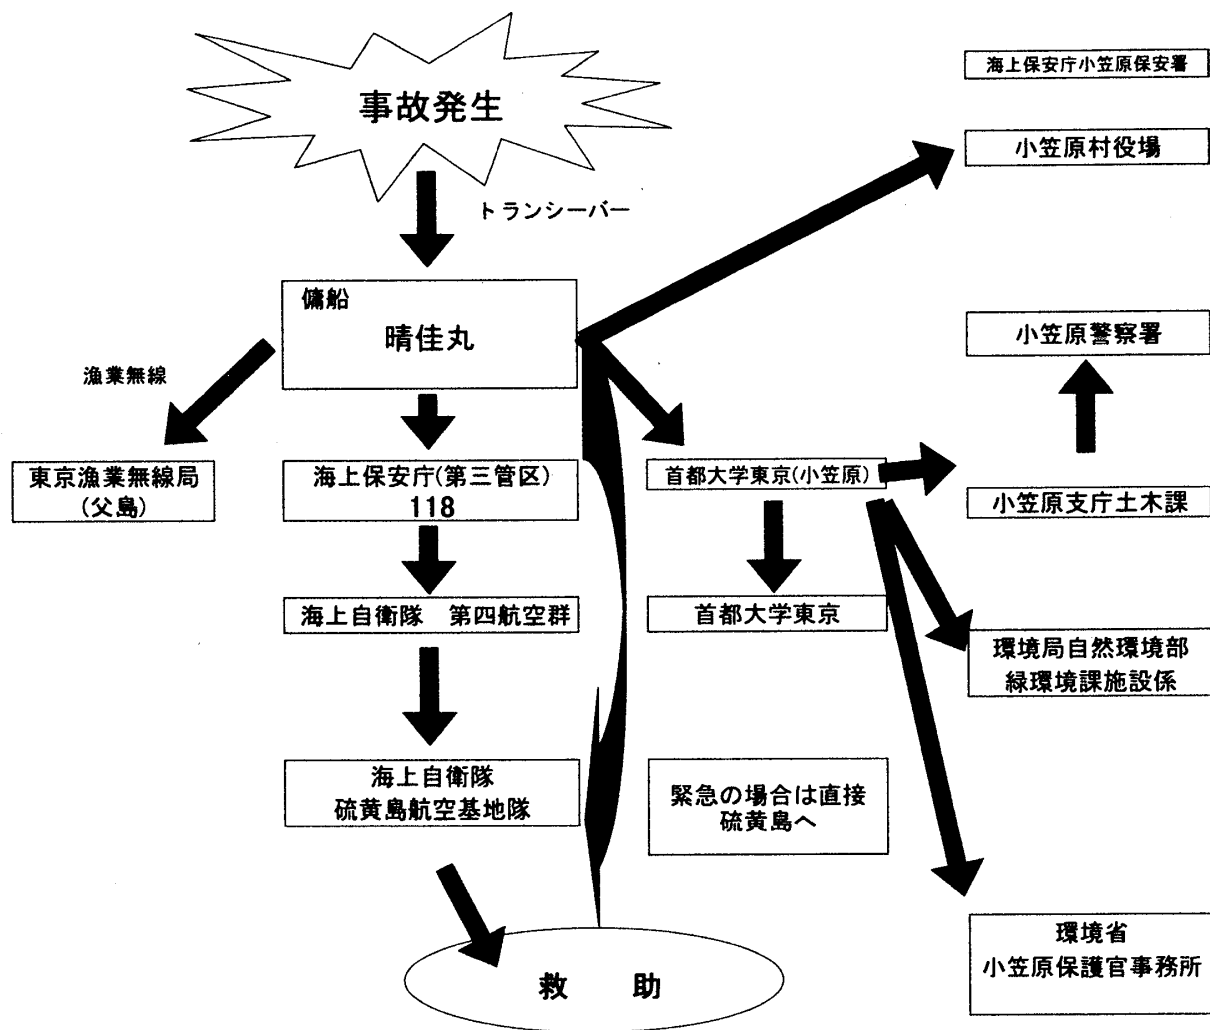 事故発生
トランシーバー
海上保安庁小笠原保安署
小笠原村役場
傭船
晴佳丸
漁業無線
小笠原警察署
東京漁業無線局
(父島)
海上保安庁(第三管区)
118
首都大学東京(小笠原)
小笠原支庁土木課
海上自衛隊　第四航空群
首都大学東京
環境局自然環境部
緑環境課施設係
海上自衛隊
硫黄島航空基地隊
緊急の場合は直接
硫黄島へ
環境省
小笠原保護官事務所
救　助